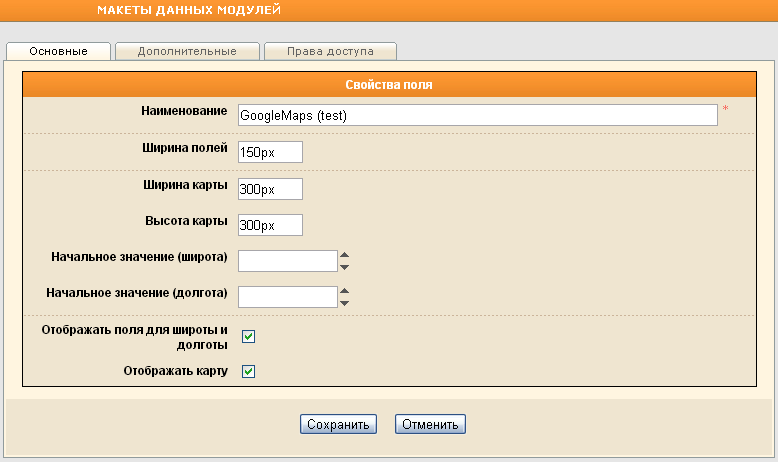 МАКЕТЫ ДАННЫХ МОДУЛЕЙ
Основные Дополнительные Права доступа
Свойства поля
Наименование GoogleMaps (test) *
Ширина полей 150px
Ширина карты 300px
Высота карты 300px
Начальное значение (широта)
Начальное значение (долгота)
Отображать поля для широты и
долготы
Отображать карту
Сохранить Отменить